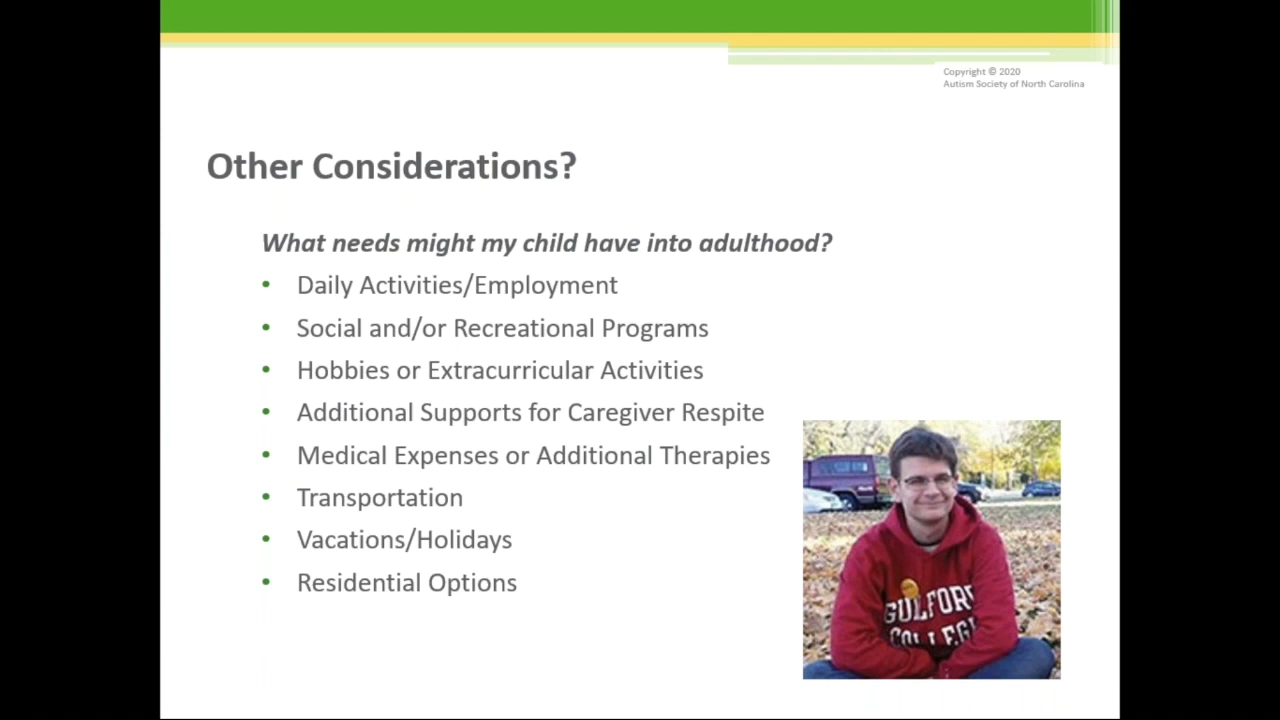 Copyright © 2020
Autism Society of North Carolina
Other Considerations?
What needs might my child have into adulthood?
• Daily Activities/Employment
• Social and/or Recreational Programs
• Hobbies or Extracurricular Activities
• Additional Supports for Caregiver Respite
• Medical Expenses or Additional Therapies
• Transportation
• Vacations/Holidays
• Residential Options
GUILFORD
COLLEGE